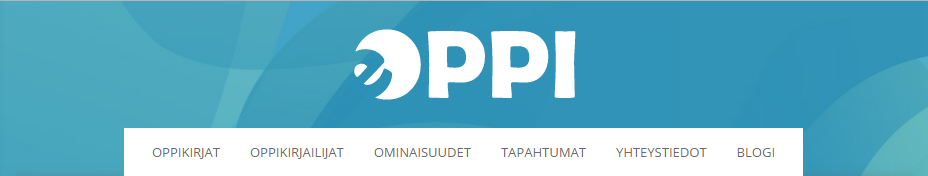 eOPPI
OPPIKIRJAT OPPIKIRJAILIJAT OMINAISUUDET TAPAHTUMAT YHTEYSTIEDOT BLOGI